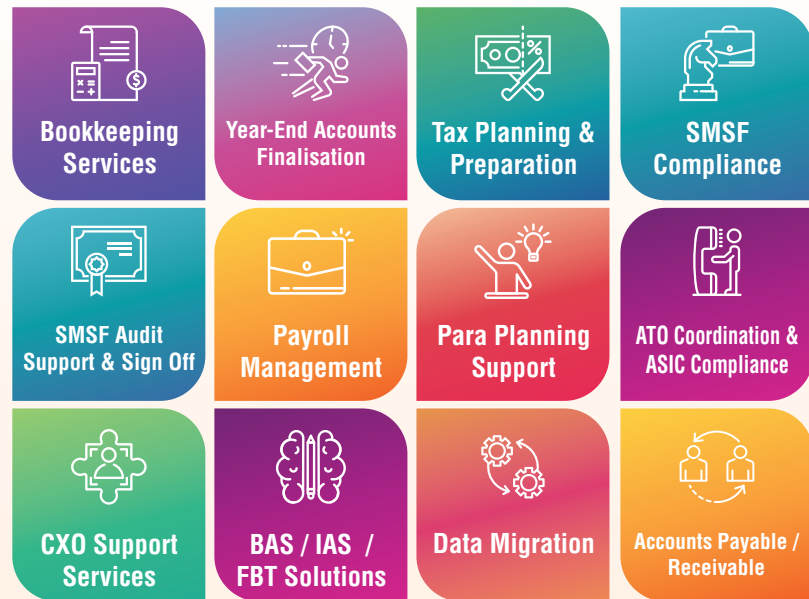 Bookkeeping
Services
Year-End Accounts
Finalisation
Tax Planning &
Preparation
SMSF
Compliance
SMSF Audit
Support & Sign Off
Payroll
Management
Para Planning
Support
ATO Coordination &
ASIC Compliance
CXO Support
Services
BAS / IAS /
FBT Solutions
Data Migration
Accounts Payable /
Receivable